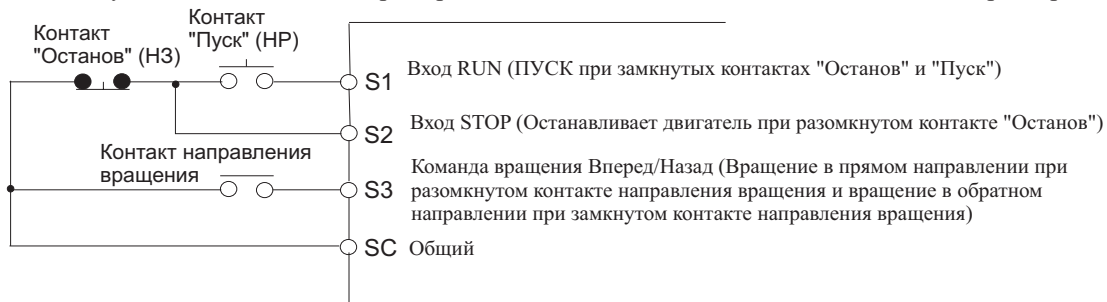 Контакт
"Останов" (НЗ)
Контакт
"Пуск" (НР)
S1
Вход RUN (ПУСК при замкнутых контактах "Останов" и "Пуск")
S2
Вход STOP (Останавливает двигатель при разомкнутом контакте “Останов”)
Контакт направления
вращения
S3
Команда вращения Вперед/Назад (Вращение в прямом направлении при
разомкнутом контакте направления вращения и вращение в обратном
направлении при замкнутом контакте направления вращения)
SC
Общий